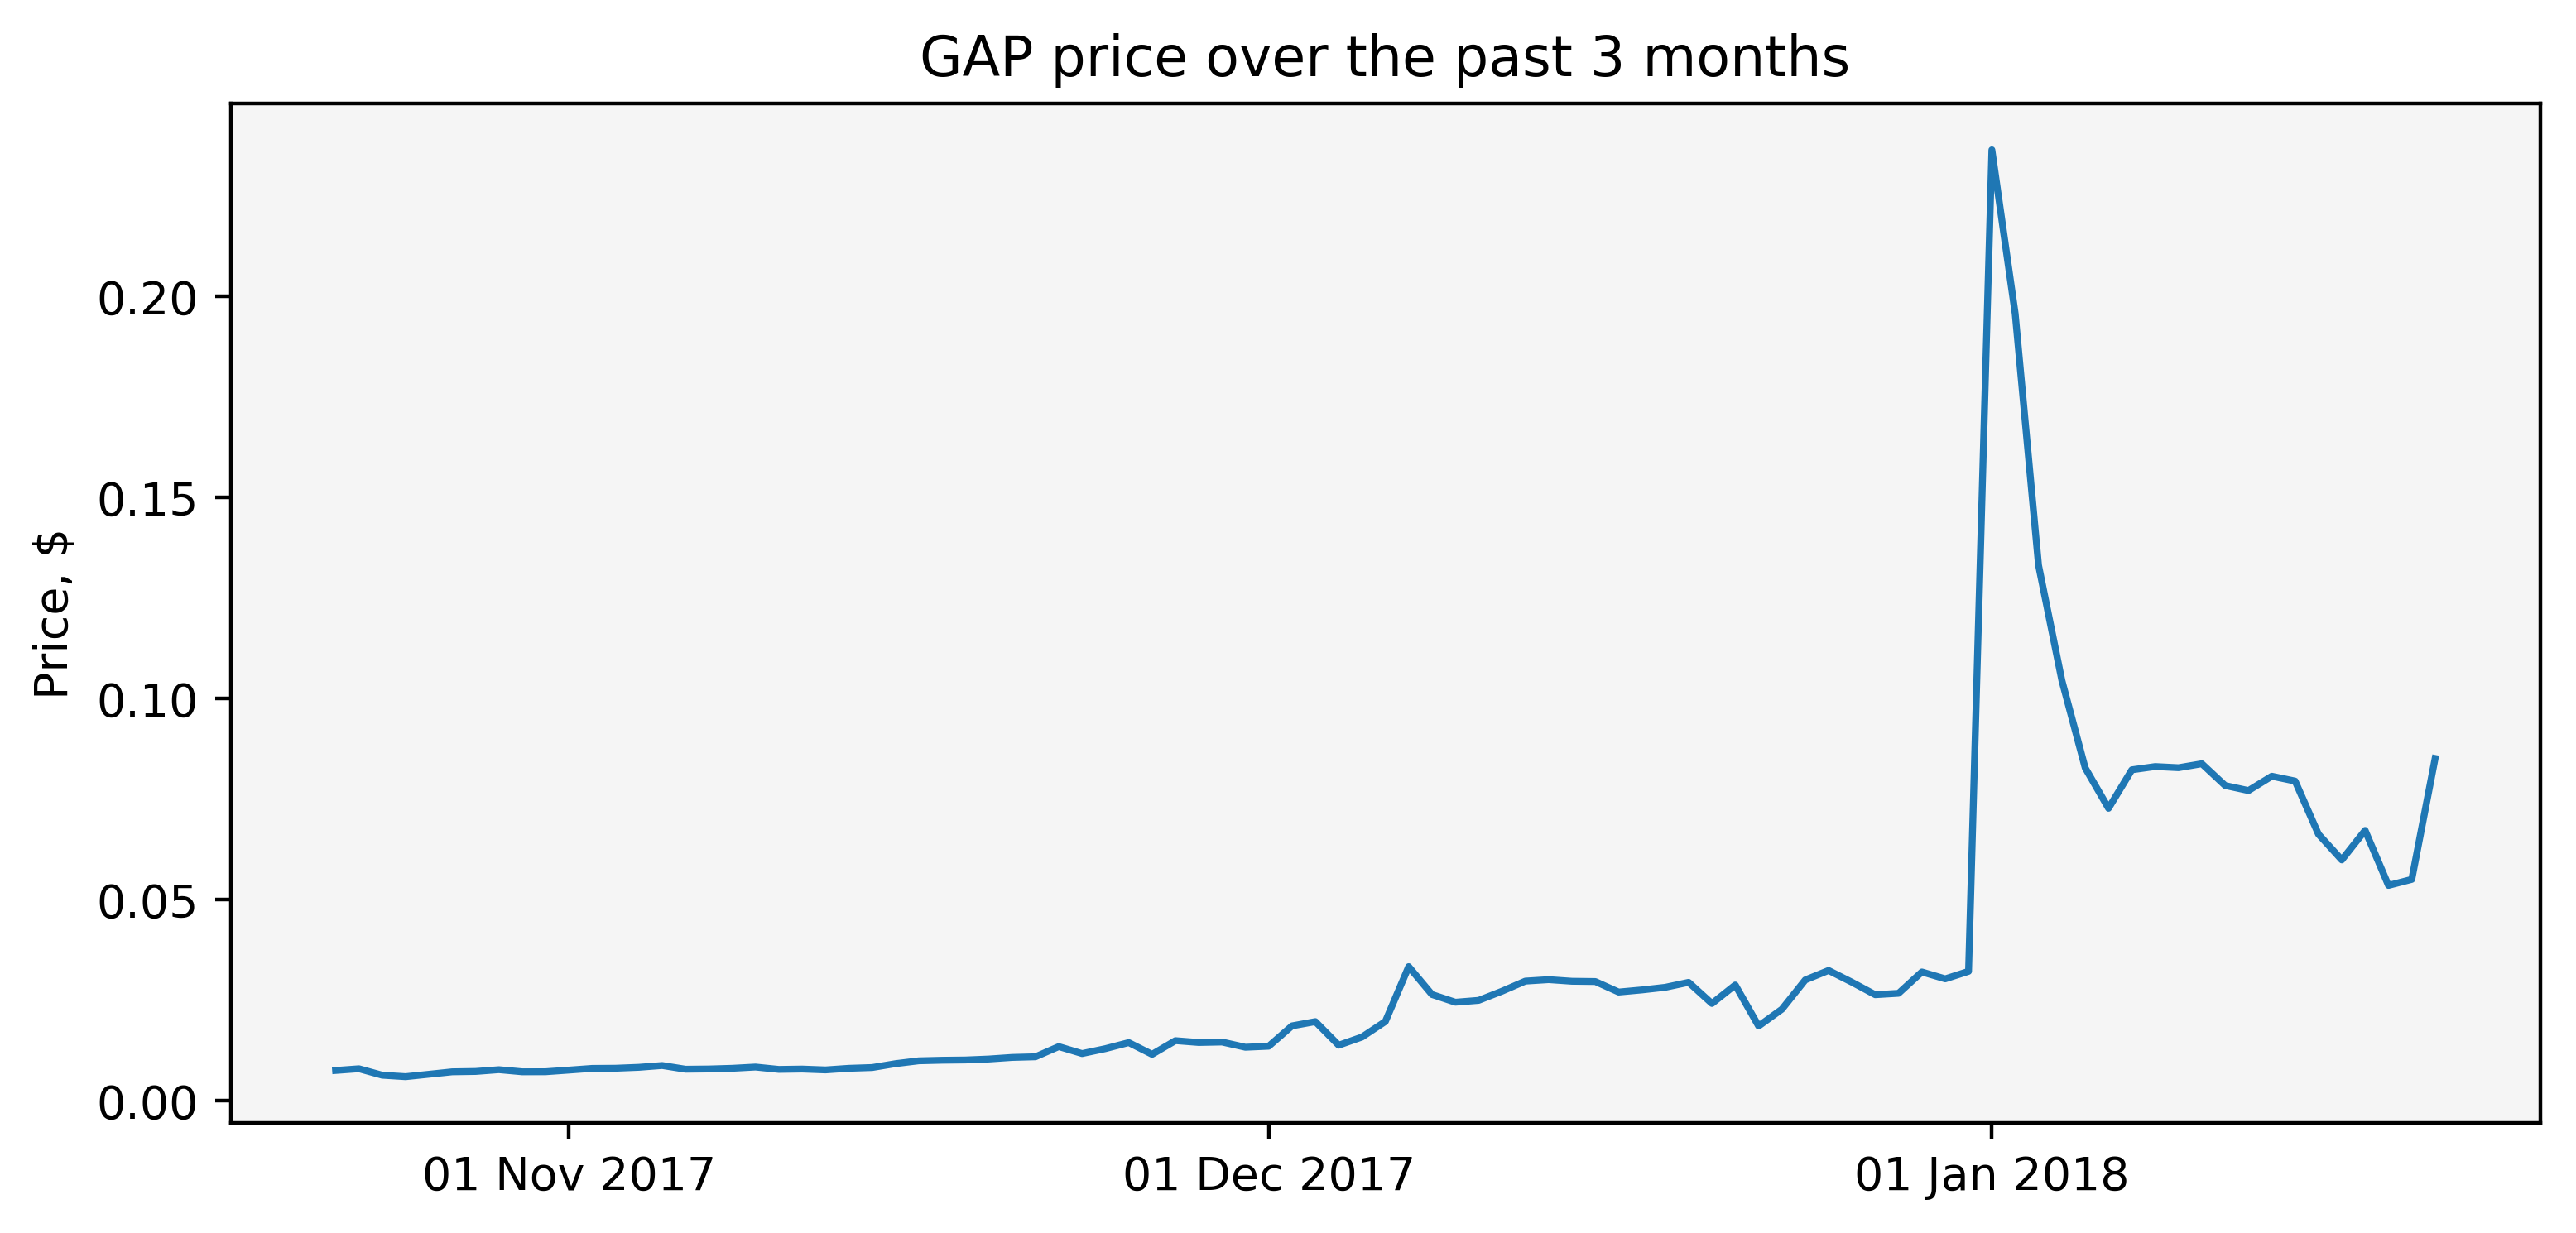 GAP price over the past 3 months
Price, $
0.20
0.15
0.10
0.05
0.00
01 Nov 2017
01 Dec 2017
01 Jan 2018